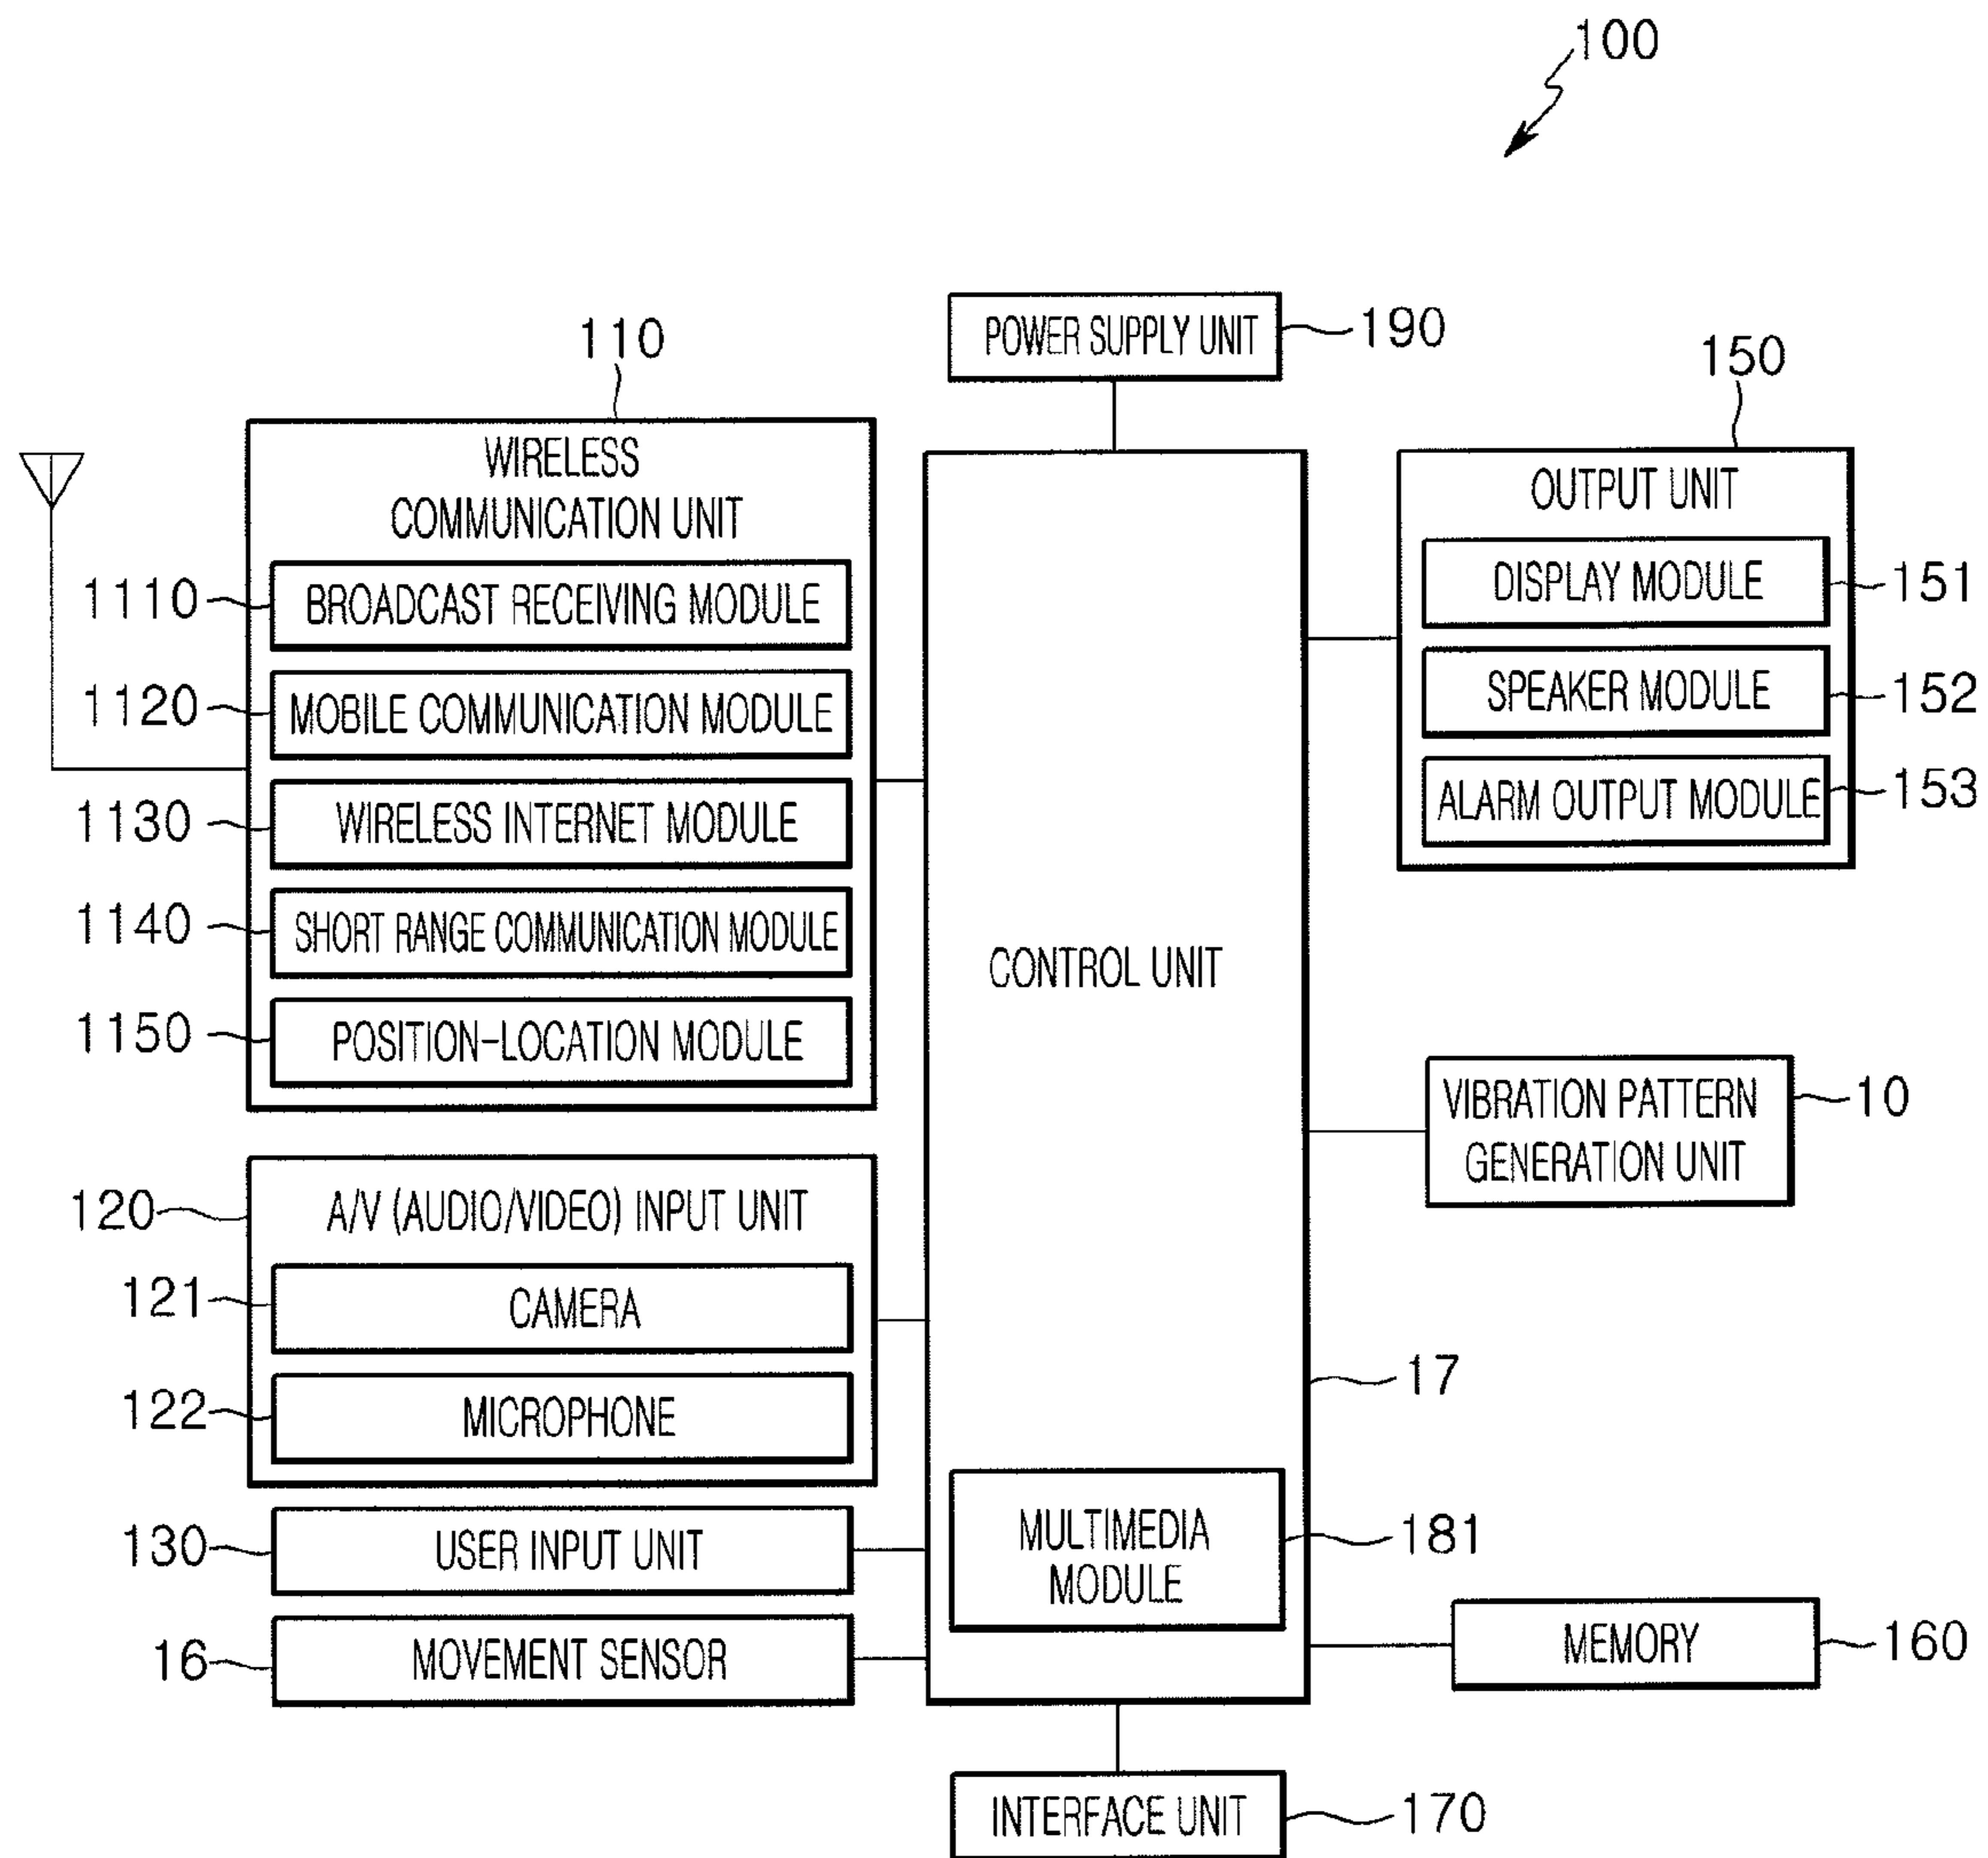 100
POWER SUPPLY UNIT
190
110
150
WIRELESS
COMMUNICATION UNIT
1110
BROADCAST RECEIVING MODULE
1120
MOBILE COMMUNICATION MODULE
1130
WIRELESS INTERNET MODULE
1140
SHORT RANGE COMMUNICATION MODULE
1150
POSITION-LOCATION MODULE
OUTPUT UNIT
DISPLAY MODULE
151
SPEAKER MODULE
152
ALARM OUTPUT MODULE
153
CONTROL UNIT
VIBRATION PATTERN
GENERATION UNIT
10
120
A/V (AUDIO/VIDEO) INPUT UNIT
121
CAMERA
122
MICROPHONE
17
130
USER INPUT UNIT
MULTIMEDIA
MODULE
181
16
MOVEMENT SENSOR
MEMORY
160
INTERFACE UNIT
170